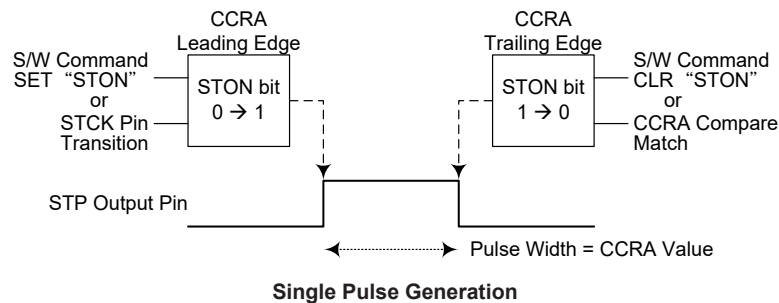 CCRA
Leading Edge
S/W Command
SET “STON”
or
STCK Pin
Transition
STON bit
0 → 1
CCRA
Trailing Edge
STON bit
1 → 0
S/W Command
CLR “STON”
or
CCRA Compare
Match
STP Output Pin
Pulse Width = CCRA Value
Single Pulse Generation